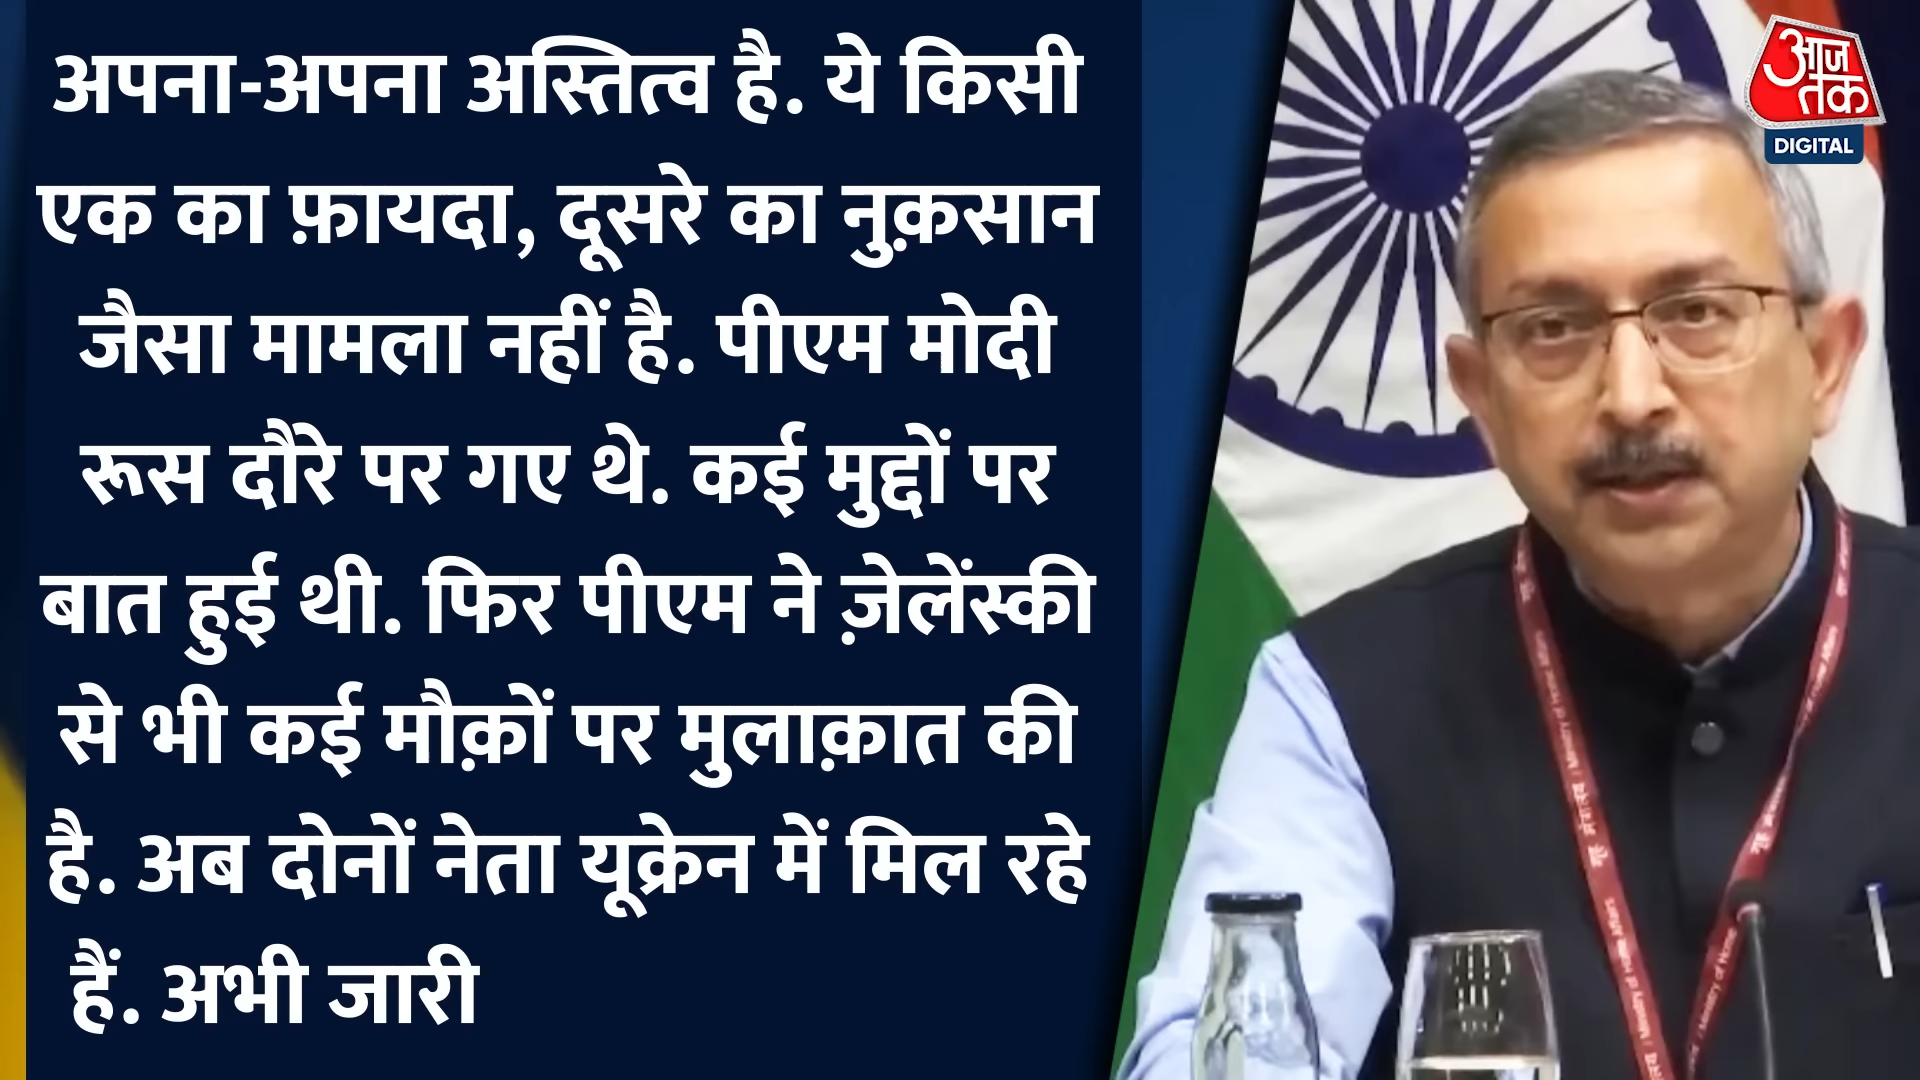 अपना-अपना अस्तित्व है. ये किसी
एक का फ़ायदा, दूसरे का नुक़सान
जैसा मामला नहीं है. पीएम मोदी
रूस दौरे पर गए थे. कई मुद्दों पर
बात हुई थी. फिर पीएम ने ज़ेलेंस्की
से भी कई मौक़ों पर मुलाक़ात की
है. अब दोनों नेता यूक्रेन में मिल रहे
हैं. अभी जारी
आज
तक
DIGITAL